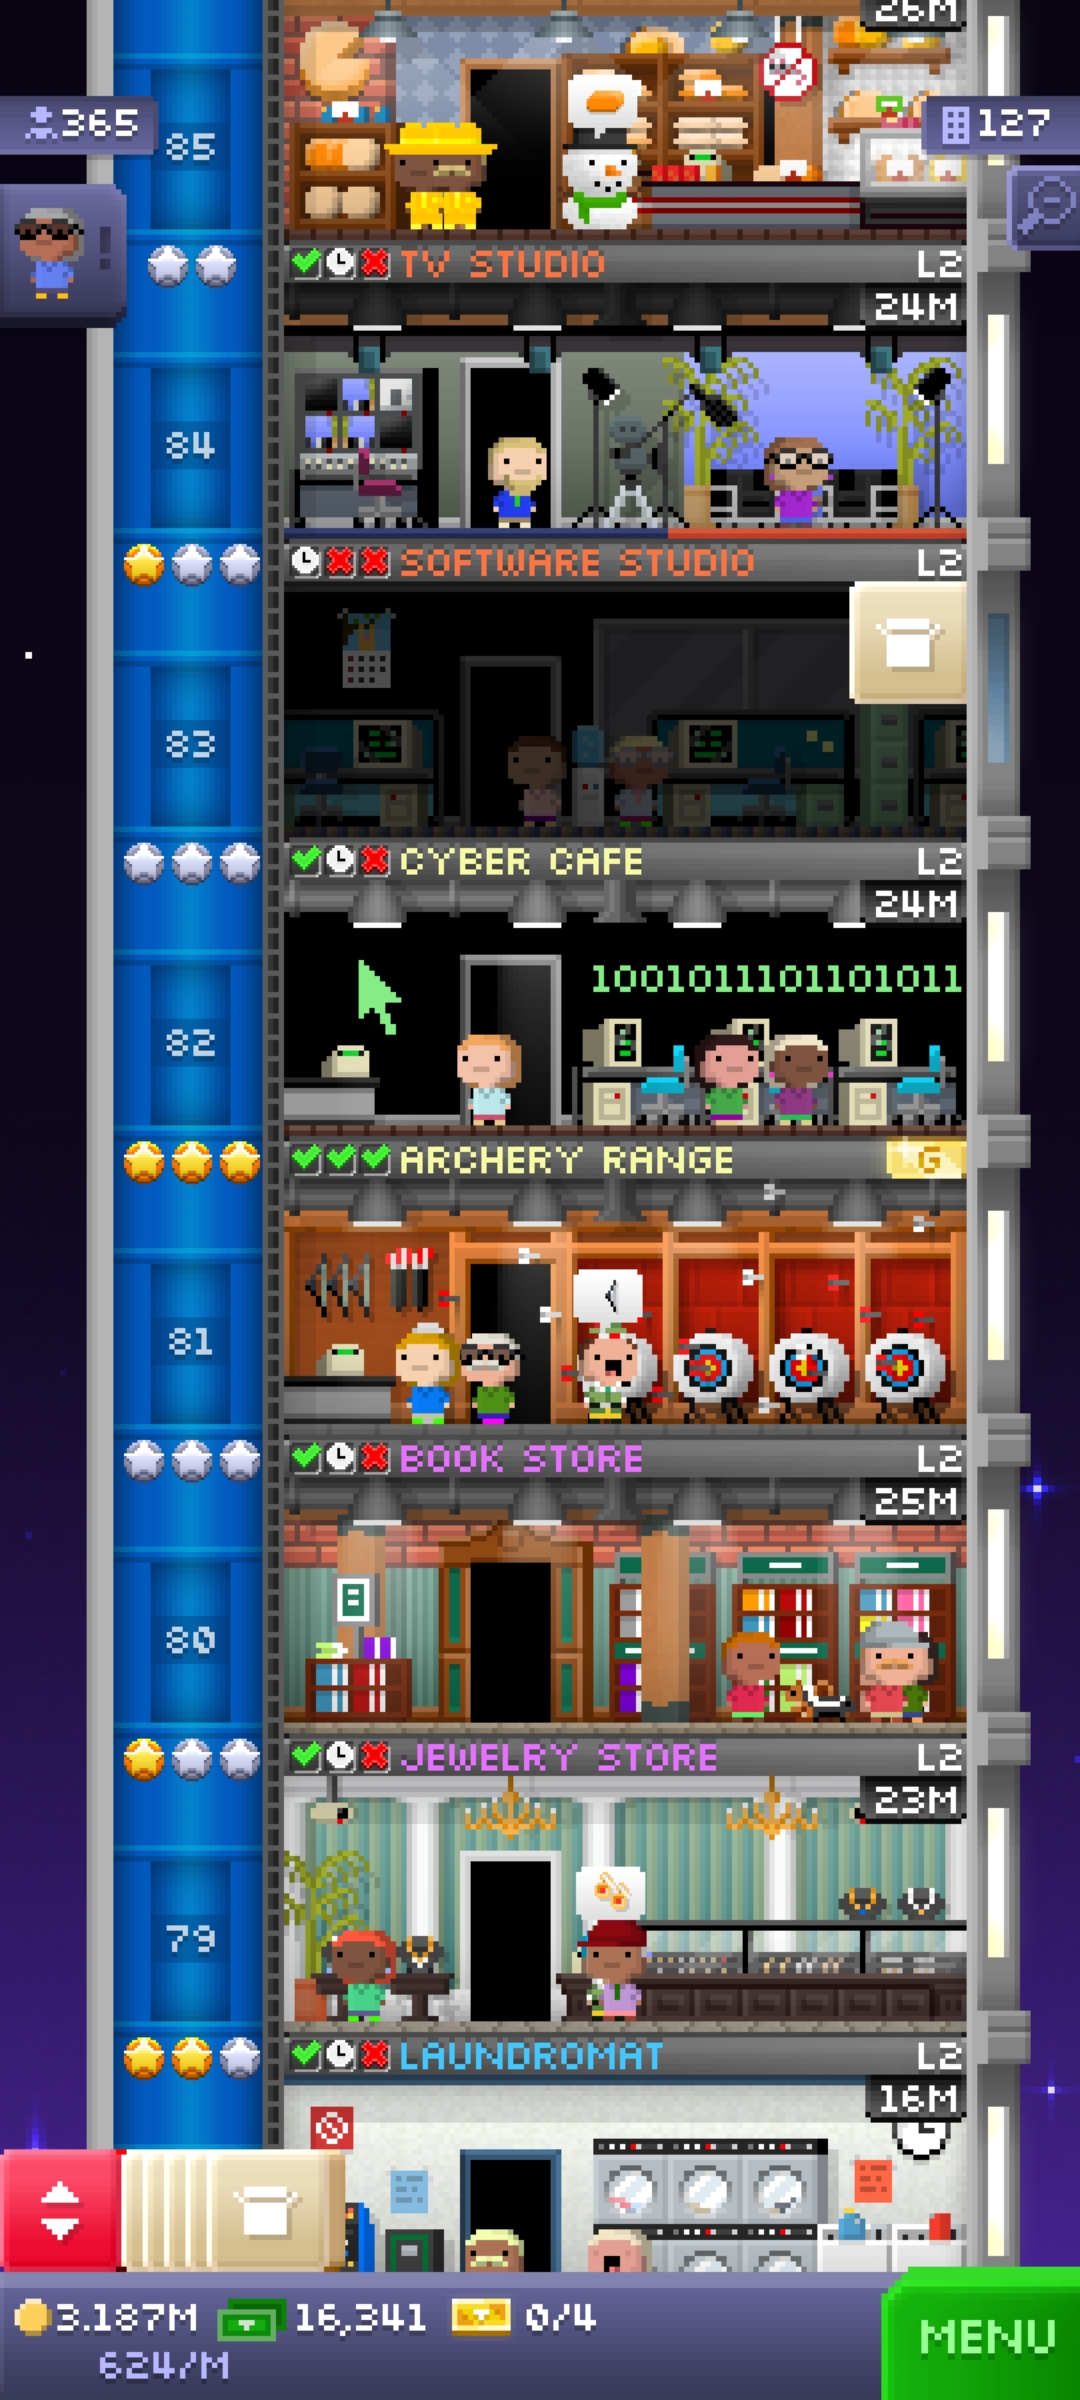 26M
365
127
85
TV STUDIO L2
24M
84
SOFTWARE STUDIO L2
83
CYBER CAFE L2
24M
1001011101101011
82
ARCHERY RANGE G
81
BOOK STORE L2
25M
80
JEWELRY STORE L2
23M
79
LAUNDROMAT L2
16M
3.187M 16,341 0/4
624/M
MENU